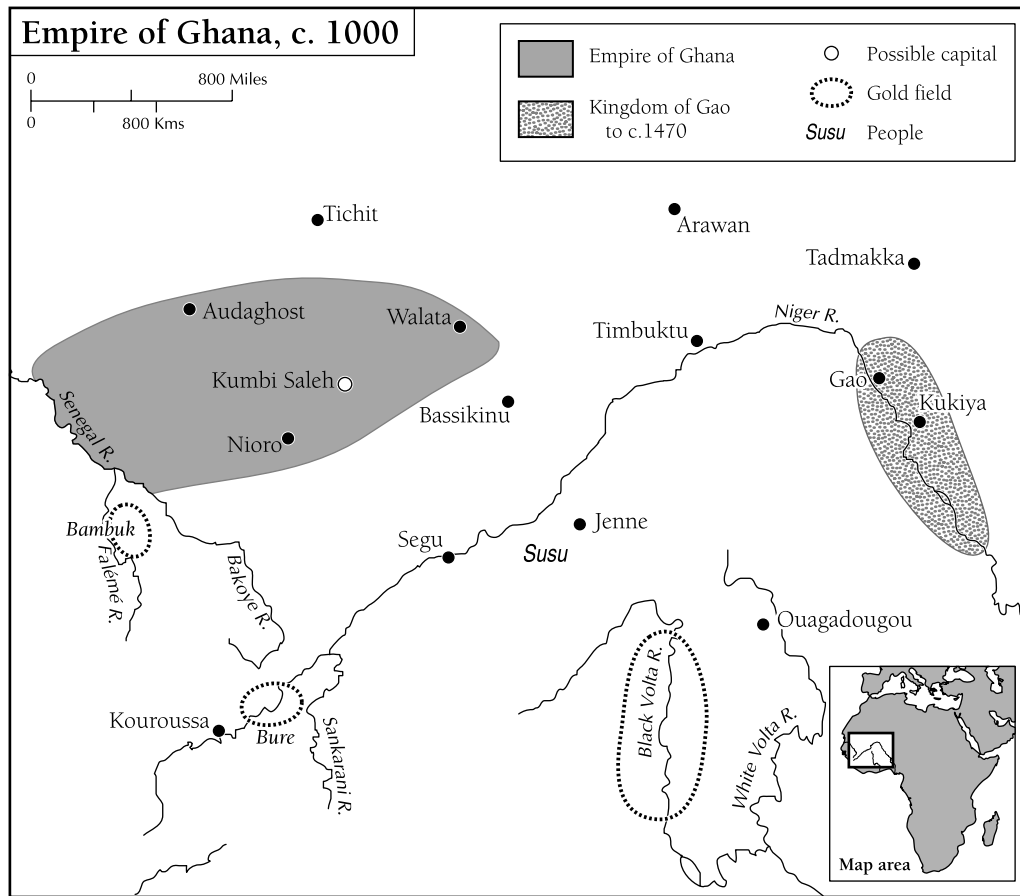 Empire of Ghana, c. 1000
0 800 Miles
0 800 Kms
Empire of Ghana
Kingdom of Gao
to c.1470
Possible capital
Gold field
Susu People
Tichit
Arawan
Tadmakka
Audaghost
Walata
Timbuktu
Niger R.
Kumbi Saleh
Gao
Kukiya
Bassikinu
Senegal R.
Nioro
Bambuk
Falémé R.
Bakoye R.
Segu
Jenne
Susu
Ouagadougou
Black Volta R.
White Volta R.
Kouroussa
Bure
Sankarani R.
Map area